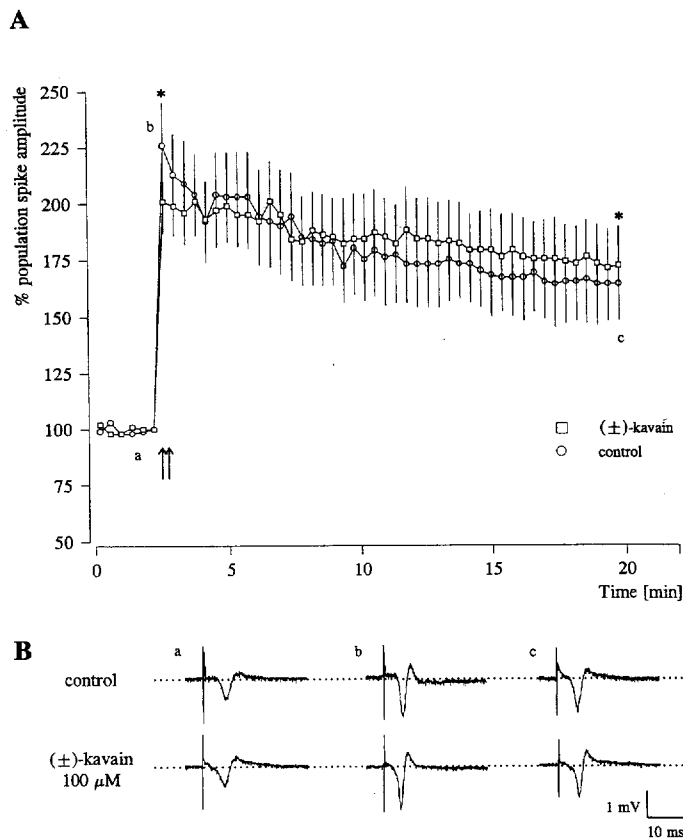 A
% population spike amplitude
250
225
200
175
150
125
100
75
50
*
b
*
c
a
(±)-kavain
control
0
5
10
15
20
Time [min]
B
a
b
c
control
(±)-kavain
100 μM
1 mV
10 ms